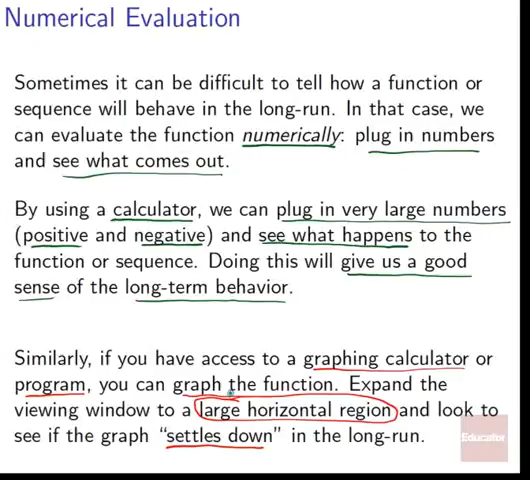 Numerical Evaluation
Sometimes it can be difficult to tell how a function or
sequence will behave in the long-run. In that case, we
can evaluate the function numerically: plug in numbers
and see what comes out.
By using a calculator, we can plug in very large numbers
(positive and negative) and see what happens to the
function or sequence. Doing this will give us a good
sense of the long-term behavior.
Similarly, if you have access to a graphing calculator or
program, you can graph the function. Expand the
viewing window to a large horizontal region and look to
see if the graph “settles down” in the long-run.
Educator